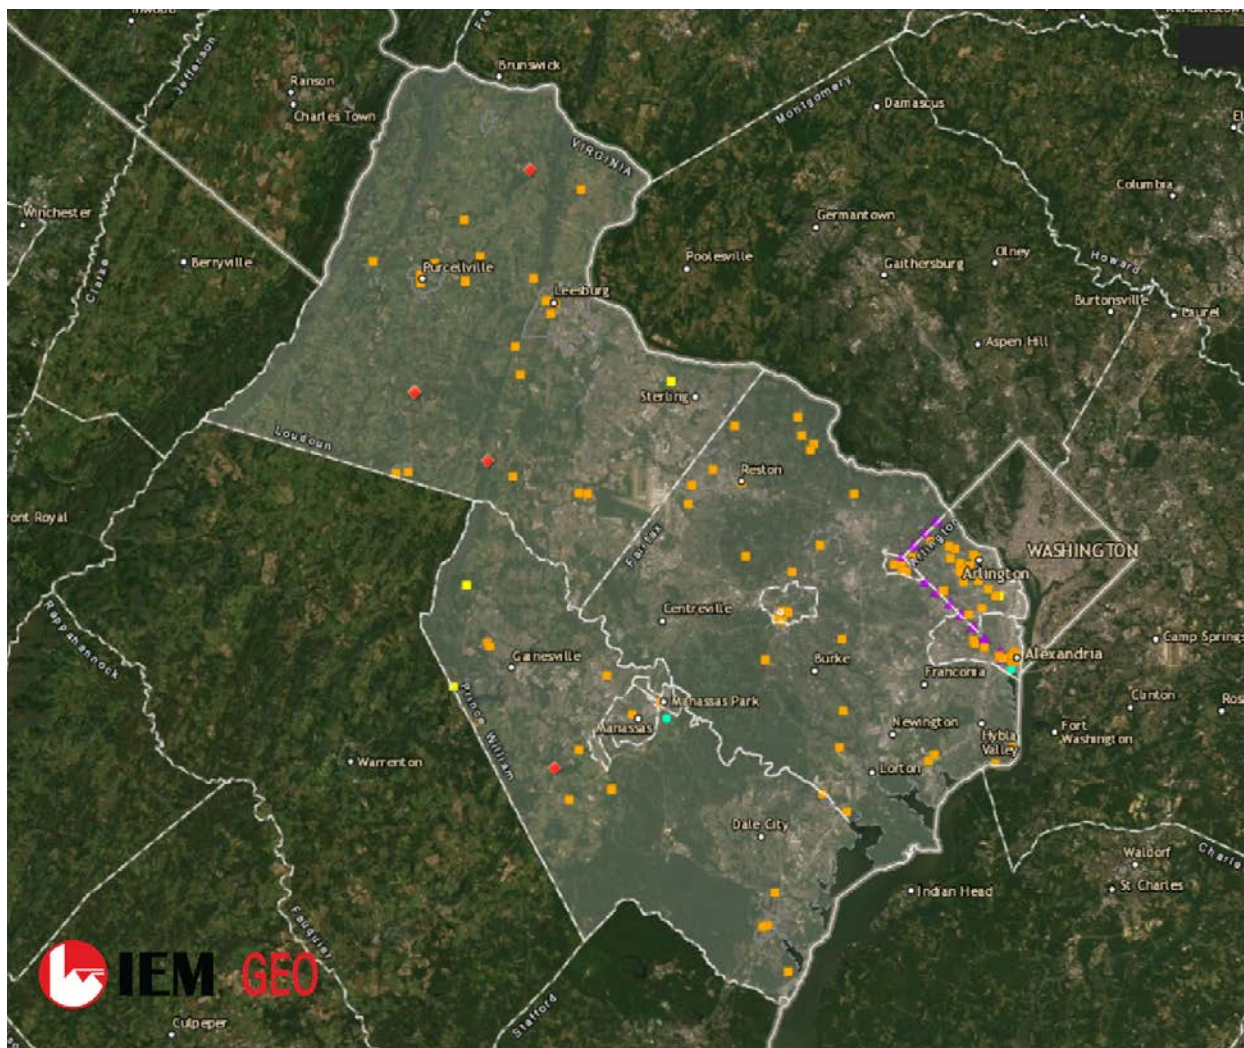 Jefferson
Brunswick
Ranson
Charles Town
Montgomery
Damascus
VIRGINIA
Columbia
Winchester
Germantown
Clarke
Berryville
Purcellville
Poolesville
Olney
Gaithersburg
Howard
Leesburg
Burtonsville
Laurel
Aspen Hill
Sterling
Loudoun
Reston
ont Royal
Fairfax
Arlington
WASHINGTON
Arlington
Centreville
Rappahannock
Camp Springs
Gainesville
Burke
Alexandria
Franconia
Prince William
Manassas Park
Clinton
Manassas
Newington
Hybla
Valley
Fort
Washington
Warrenton
Lorton
Dale City
Waldorf
Charle
Indian Head
St Charles
Fauquier
IEM GEO
Stafford
Culpeper